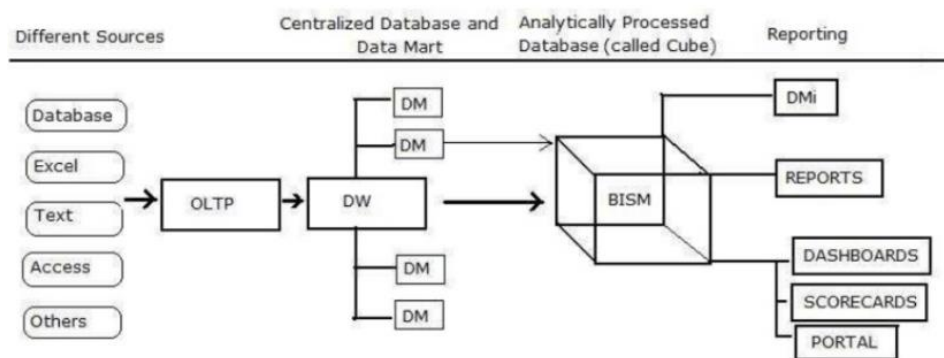 Different Sources
Centralized Database and
Data Mart
Analytically Processed
Database (called Cube)
Reporting
Database
Excel
Text
Access
Others
OLTP
DW
DM
DM
DM
DM
BISM
DMi
REPORTS
DASHBOARDS
SCORECARDS
PORTAL